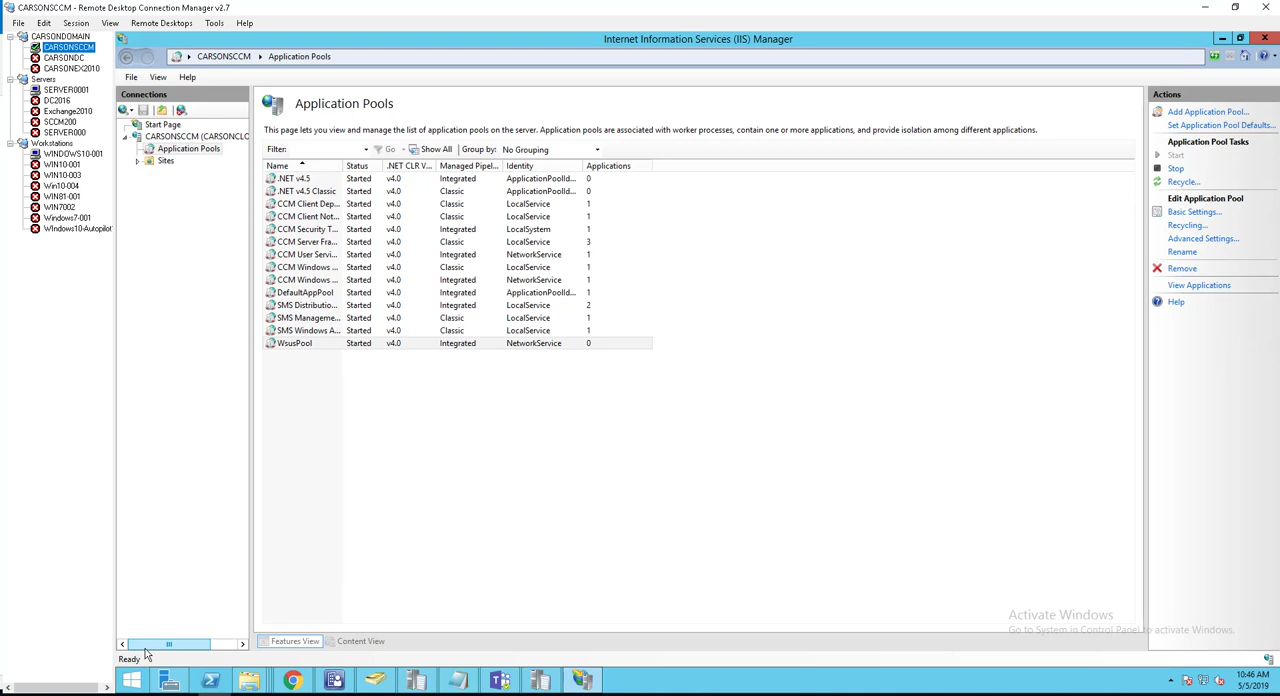 CARSONSCCM - Remote Desktop Connection Manager v2.7
File Edit Session View Remote Desktops Tools Help
CARSONDOMAIN
CARSONSCCM
CARSONDC
CARSONEX2010
Servers
SERVER0001
DC2016
Exchange2010
SCCM200
SERVER000
Workstations
WINDOWS10-001
WIN10-001
WIN10-003
Win10-004
WIN81-001
WIN7002
Windows7-001
WIndows10-Autopilot
Internet Information Services (IIS) Manager
CARSONSCCM Application Pools
File View Help
Connections
Start Page
CARSONSCCM (CARSONCLO
Application Pools
Sites
Application Pools
This page lets you view and manage the list of application pools on the server. Application pools are associated with worker processes, contain one or more applications, and provide isolation among different applications.
Filter: Go Show All Group by: No Grouping
Name Status .NET CLR V... Managed Pipel... Identity Applications
.NET v4.5 Started v4.0 Integrated ApplicationPoolId... 0
.NET v4.5 Classic Started v4.0 Classic ApplicationPoolId... 0
CCM Client Dep... Started v4.0 Classic LocalService 1
CCM Client Not... Started v4.0 Classic LocalService 1
CCM Security T... Started v4.0 Integrated LocalSystem 1
CCM Server Fra... Started v4.0 Classic LocalService 3
CCM User Servi... Started v4.0 Integrated NetworkService 1
CCM Windows ... Started v4.0 Classic LocalService 1
CCM Windows ... Started v4.0 Integrated NetworkService 1
DefaultAppPool Started v4.0 Integrated ApplicationPoolId... 1
SMS Distributio... Started v4.0 Integrated LocalService 2
SMS Manageme... Started v4.0 Classic LocalService 1
SMS Windows A... Started v4.0 Classic LocalService 1
WsusPool Started v4.0 Integrated NetworkService 0
Features View Content View
Ready
Actions
Add Application Pool...
Set Application Pool Defaults...
Application Pool Tasks
Start
Stop
Recycle...
Edit Application Pool
Basic Settings...
Recycling...
Advanced Settings...
Rename
Remove
View Applications
Help
Activate Windows
Go to System in Control Panel to activate Windows.
10:46 AM
5/5/2019